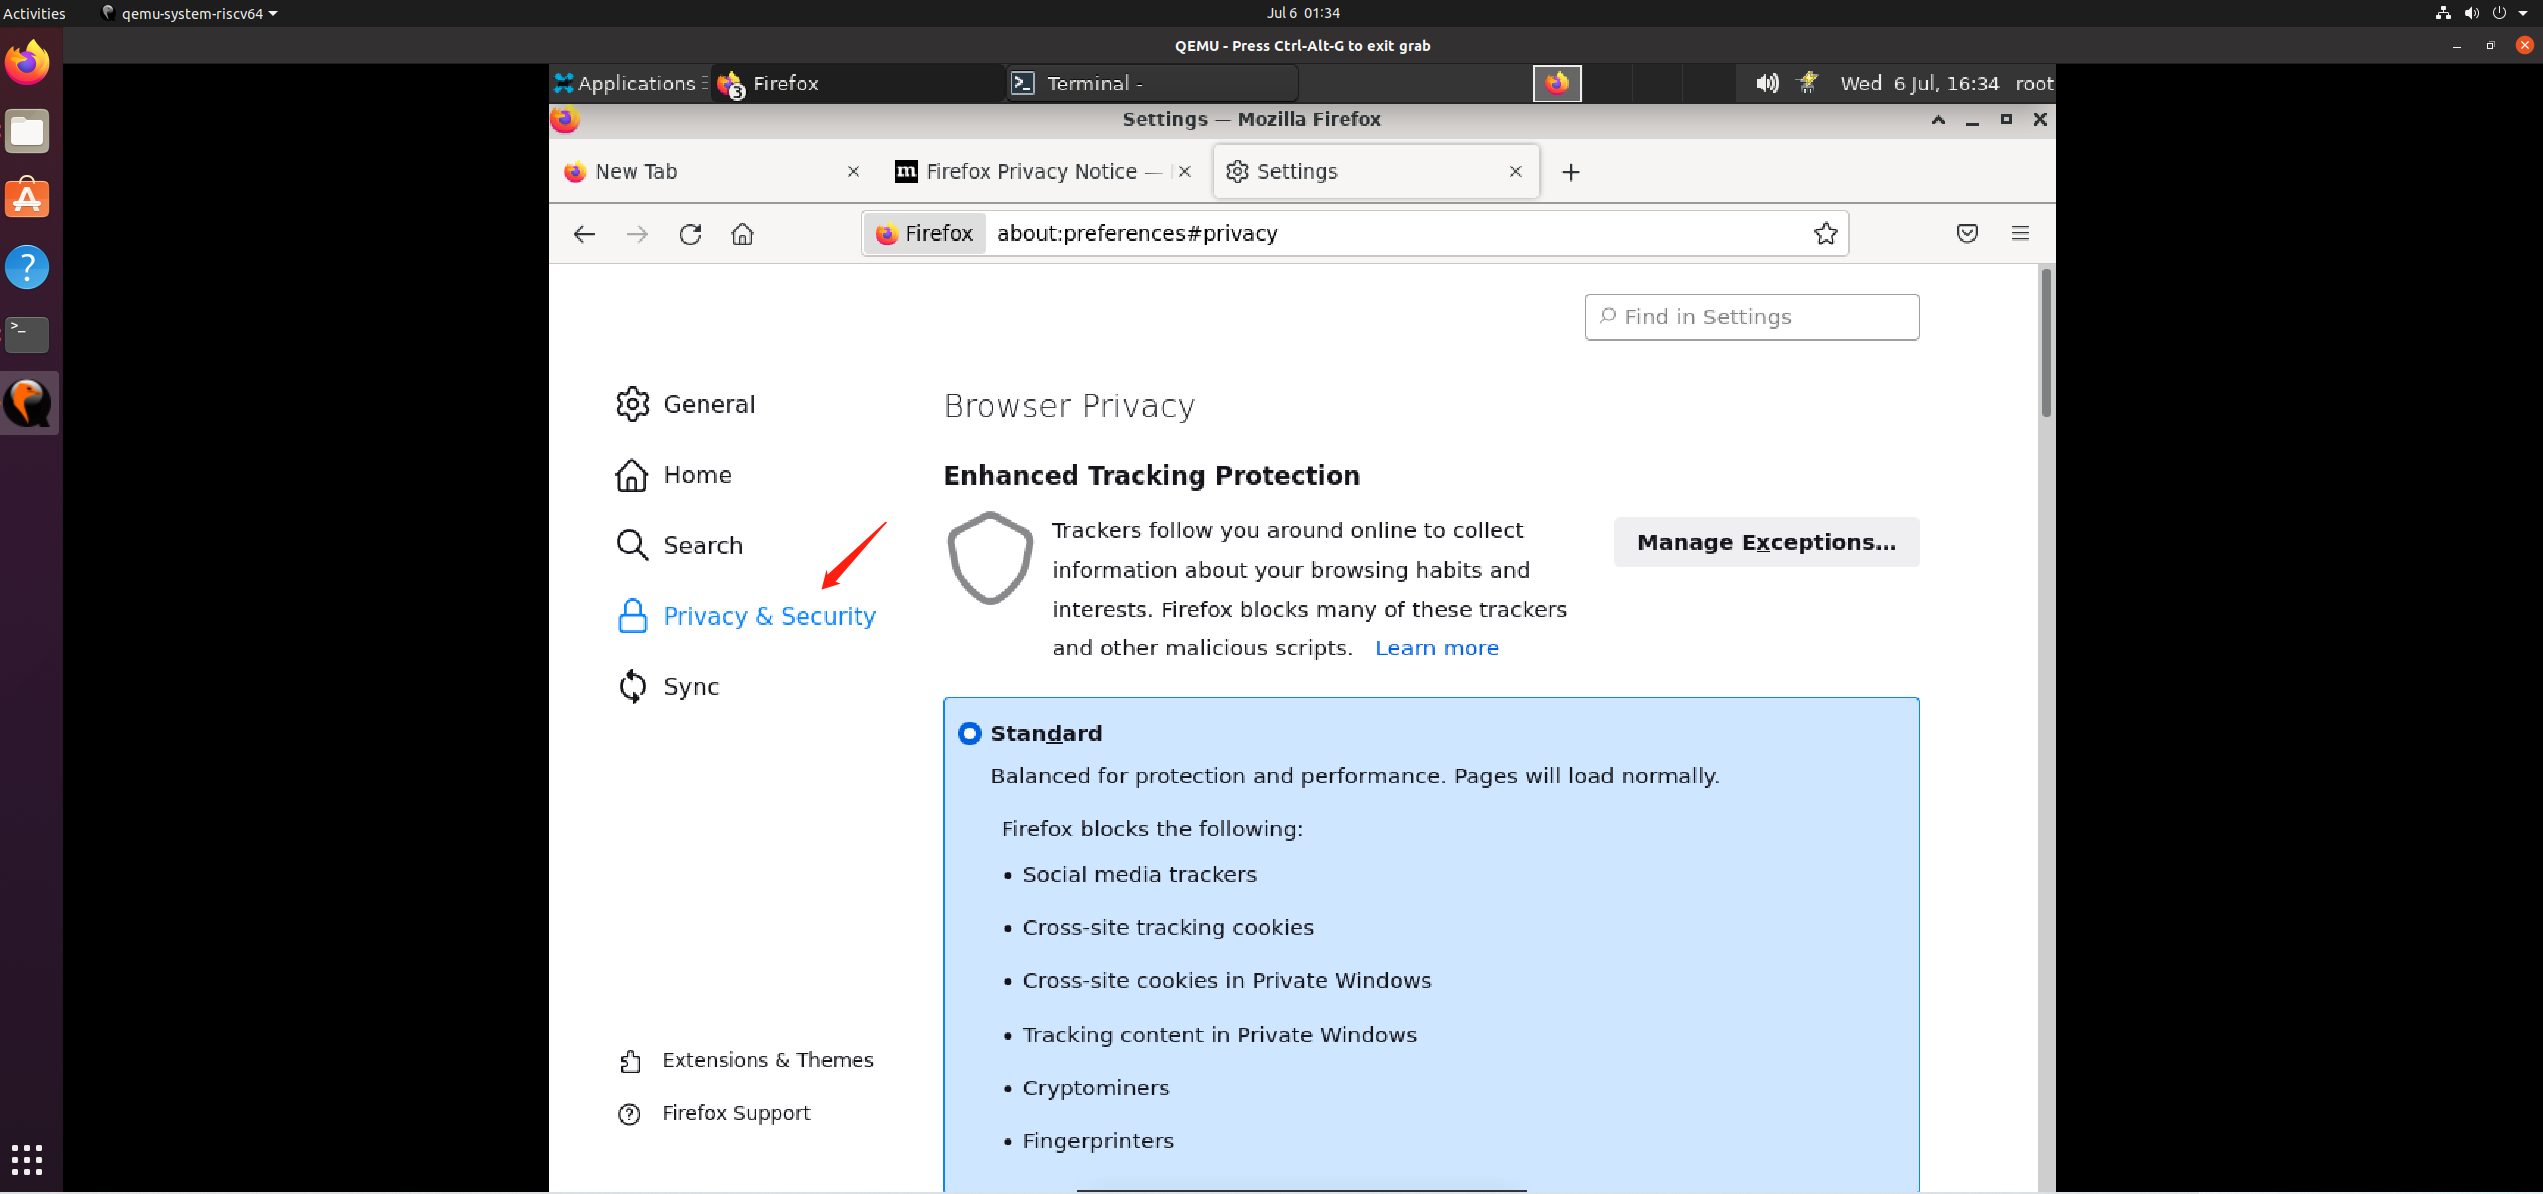 Activities qemu-system-riscv64 Jul 6 01:34
QEMU - Press Ctrl-Alt-G to exit grab
Applications 3 Firefox Terminal - Wed 6 Jul, 16:34 root
Settings — Mozilla Firefox
New Tab Firefox Privacy Notice — Settings
Firefox about:preferences#privacy
Find in Settings
General
Home
Search
Privacy & Security
Sync
Extensions & Themes
Firefox Support
Browser Privacy
Enhanced Tracking Protection
Trackers follow you around online to collect
information about your browsing habits and
interests. Firefox blocks many of these trackers
and other malicious scripts. Learn more
Manage Exceptions...
Standard
Balanced for protection and performance. Pages will load normally.
Firefox blocks the following:
• Social media trackers
• Cross-site tracking cookies
• Cross-site cookies in Private Windows
• Tracking content in Private Windows
• Cryptominers
• Fingerprinters